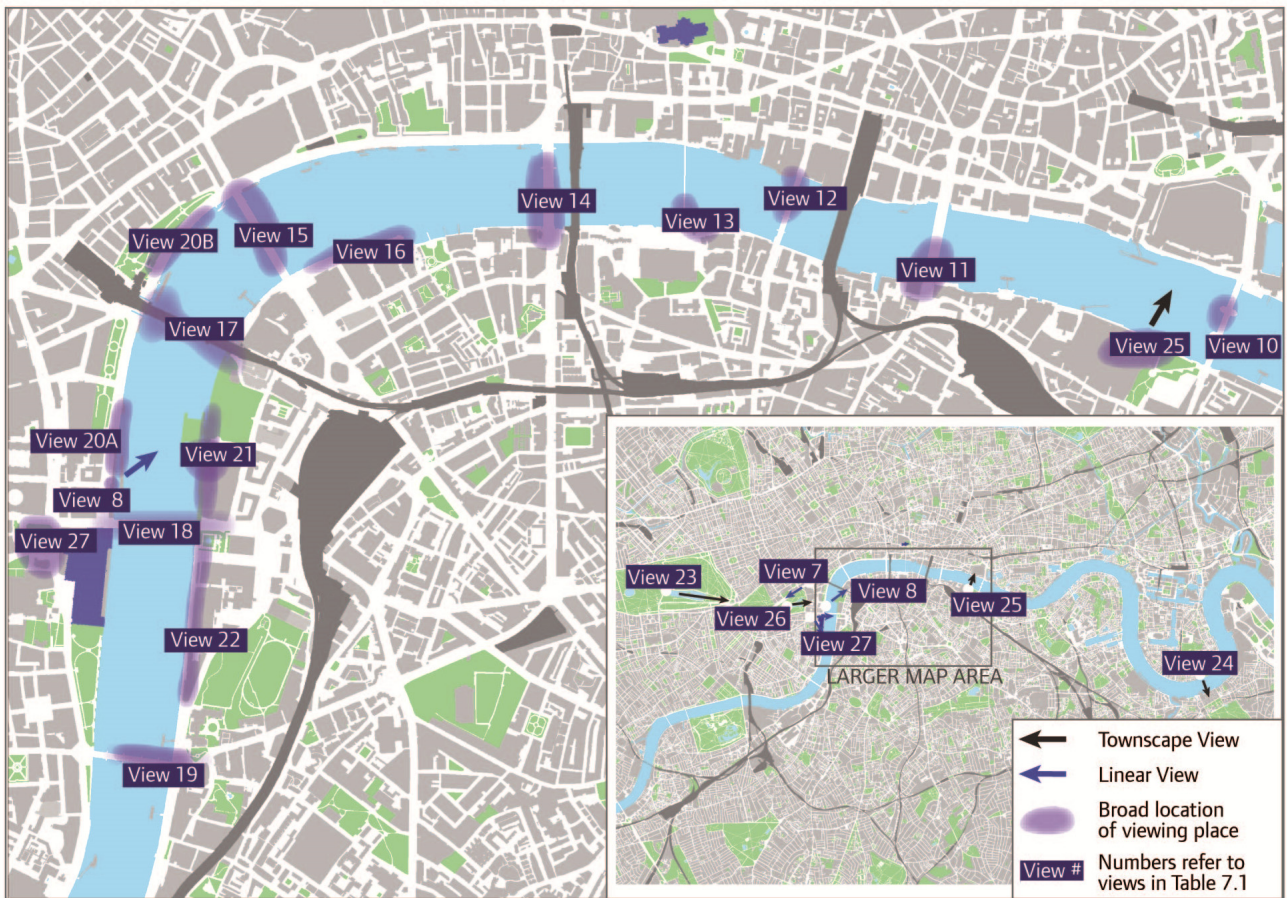 View 14
View 12
View 20B
View 15
View 13
View 16
View 11
View 17
View 25
View 10
View 20A
View 21
View 8
View 18
View 27
View 22
View 19
View 23
View 7
View 26
View 8
View 25
View 27
LARGER MAP AREA
View 24
Townscape View
Linear View
Broad location
of viewing place
View #
Numbers refer to
views in Table 7.1